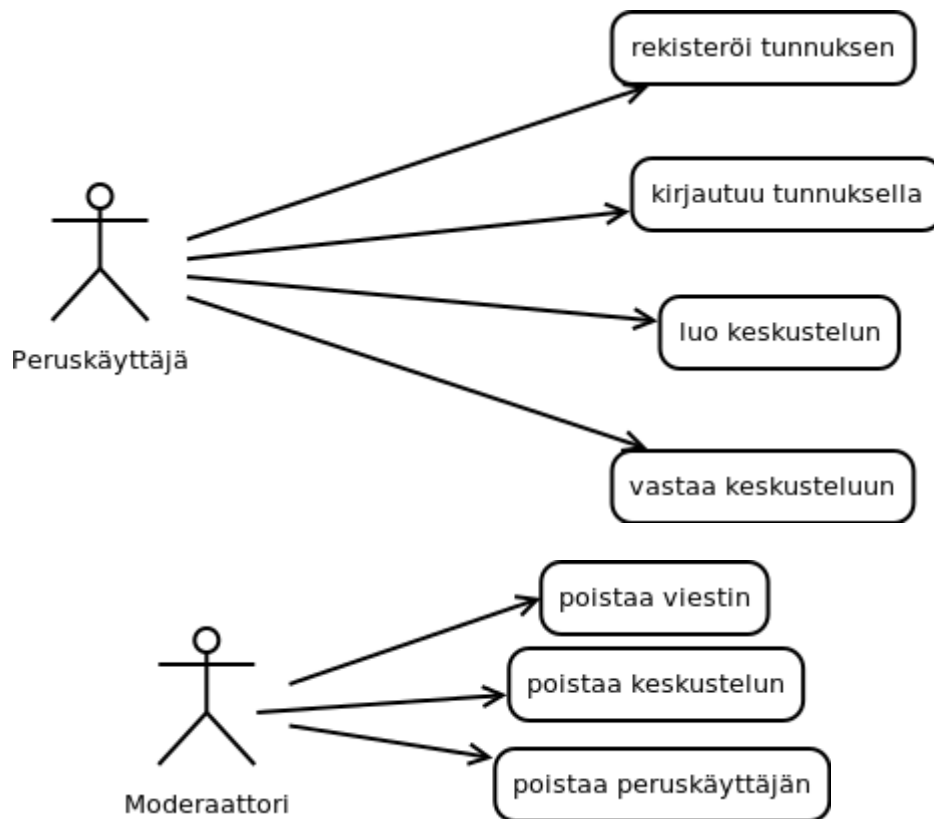 rekisteröi tunnuksen
kirjautuu tunnuksella
luo keskustelun
Peruskäyttäjä
vastaa keskusteluun
poistaa viestin
poistaa keskustelun
poistaa peruskäyttäjän
Moderaattori